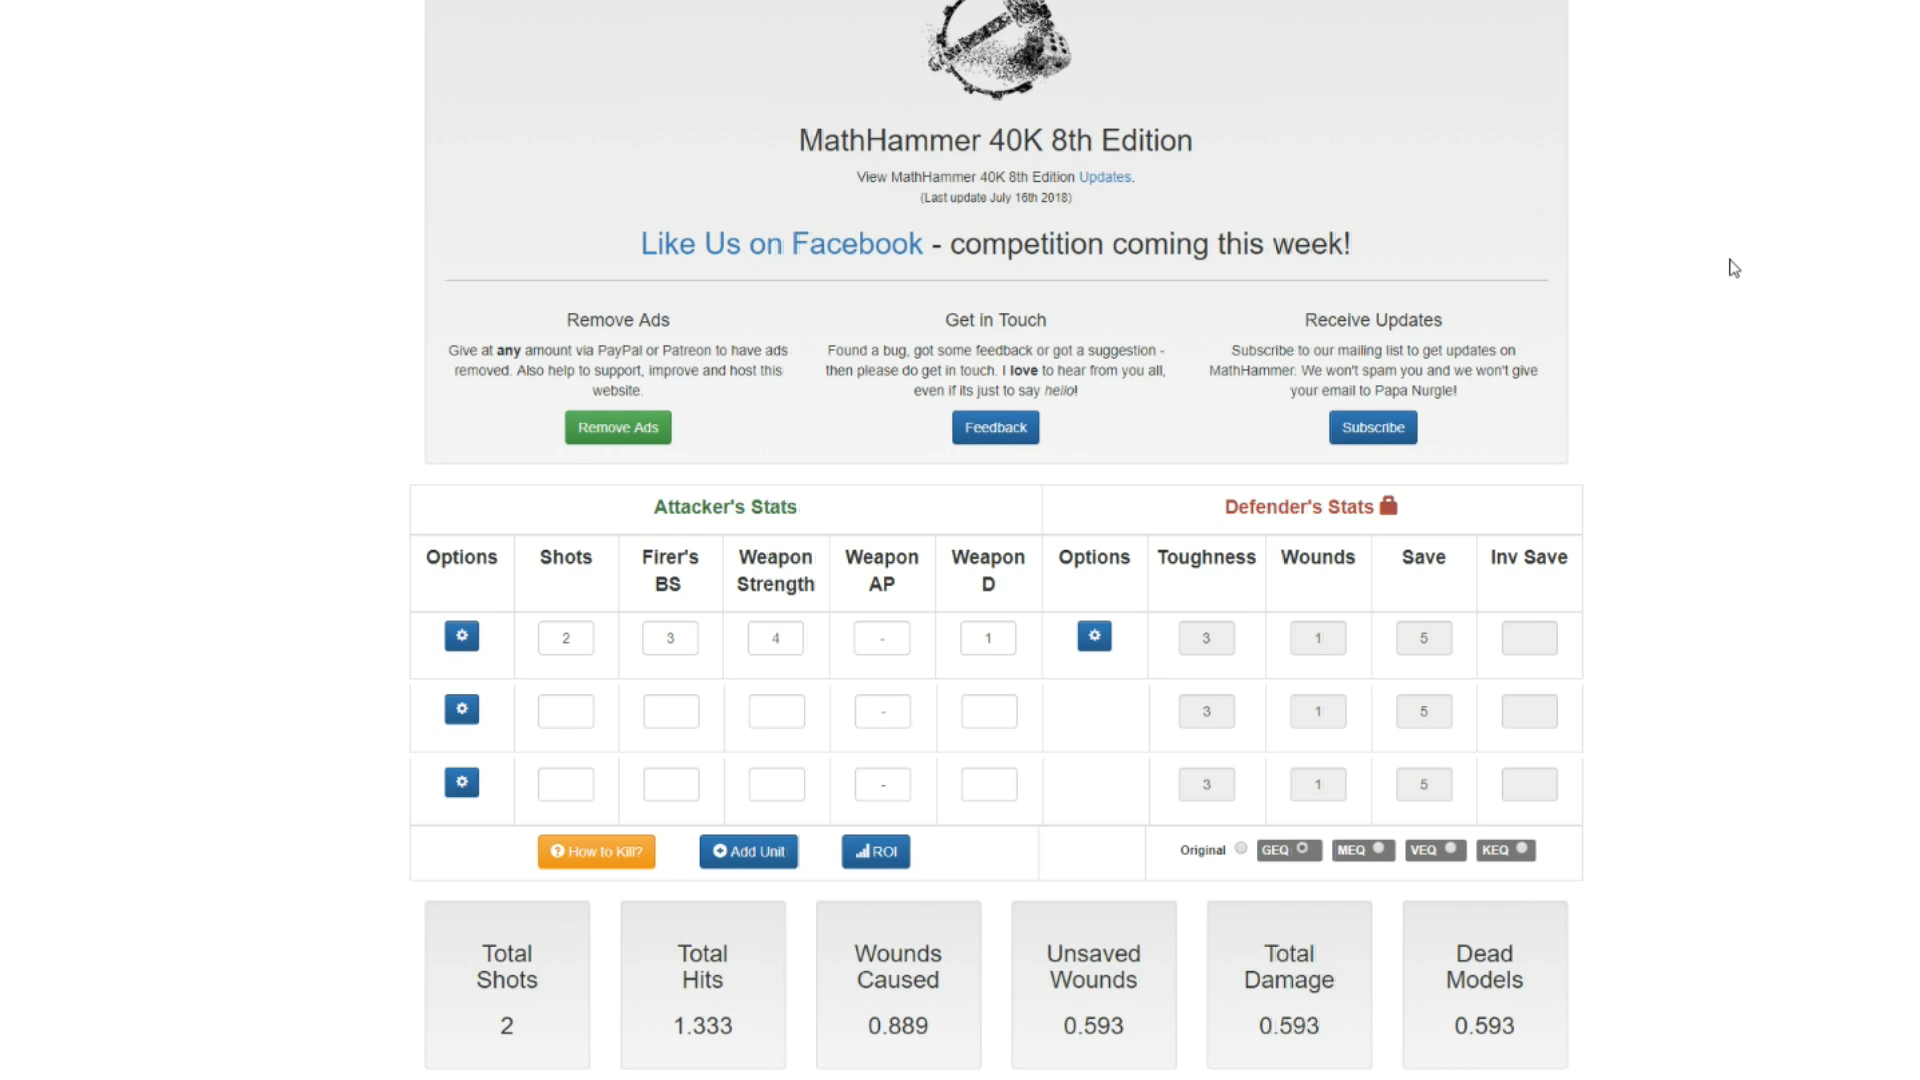 MathHammer 40K 8th Edition
View MathHammer 40K 8th Edition Updates.
(Last update July 16th 2018)
Like Us on Facebook - competition coming this week!
Remove Ads
Give at any amount via PayPal or Patreon to have ads
removed. Also help to support, improve and host this
website.
Remove Ads
Get in Touch
Found a bug, got some feedback or got a suggestion -
then please do get in touch. I love to hear from you all,
even if its just to say hello!
Feedback
Receive Updates
Subscribe to our mailing list to get updates on
MathHammer. We won't spam you and we won't give
your email to Papa Nurgle!
Subscribe
Attacker's Stats Defender's Stats
Options Shots Firer's BS Weapon Strength Weapon AP Weapon D Options Toughness Wounds Save Inv Save
2 3 4 - 1 3 1 5
- 3 1 5
- 3 1 5
How to Kill? Add Unit ROI Original GEQ MEQ VEQ KEQ
Total
Shots
2
Total
Hits
1.333
Wounds
Caused
0.889
Unsaved
Wounds
0.593
Total
Damage
0.593
Dead
Models
0.593